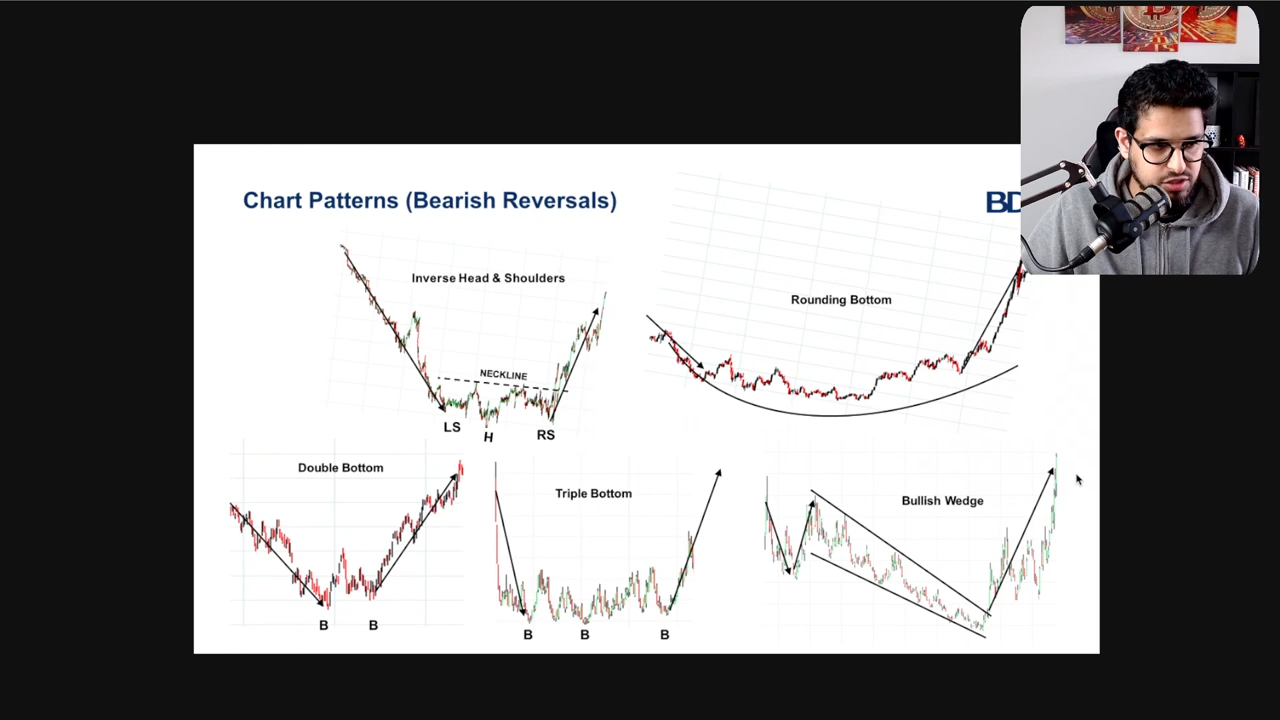 Chart Patterns (Bearish Reversals)
BD
Inverse Head & Shoulders
Rounding Bottom
NECKLINE
LS
H
RS
Double Bottom
Triple Bottom
Bullish Wedge
B
B
B
B
B